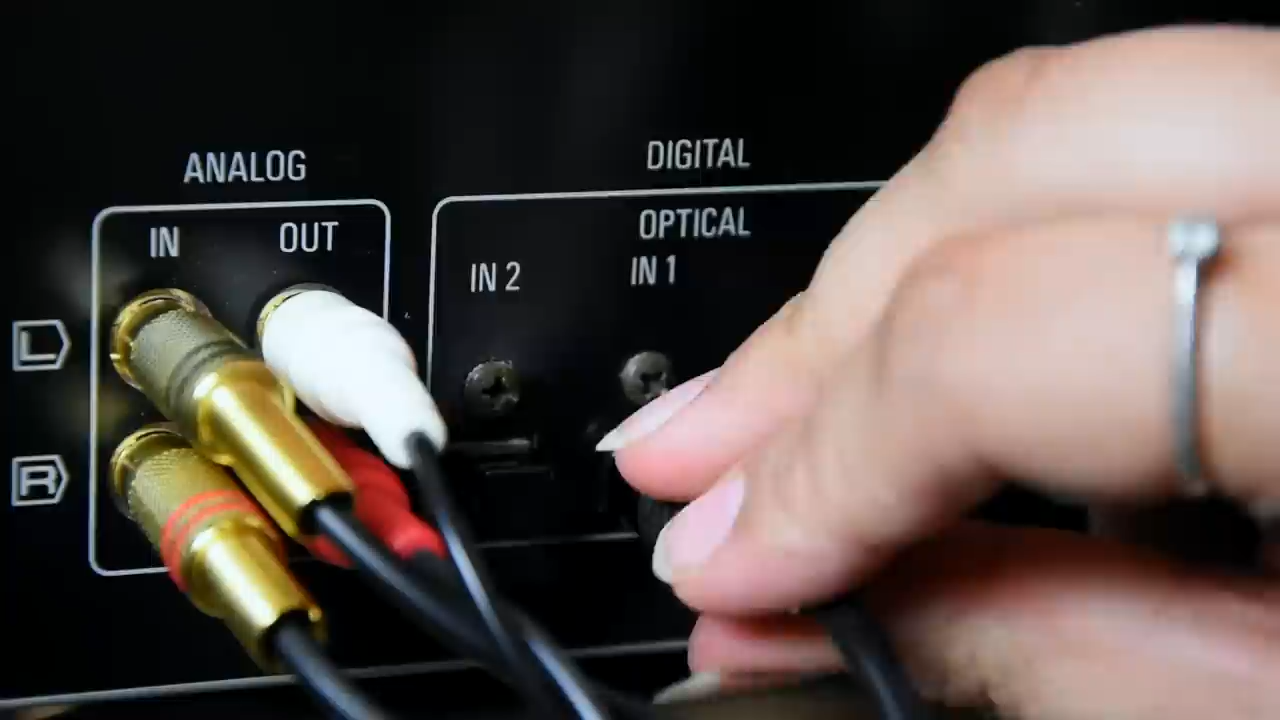 ANALOG
IN OUT
L
R
DIGITAL
OPTICAL
IN 2 IN 1